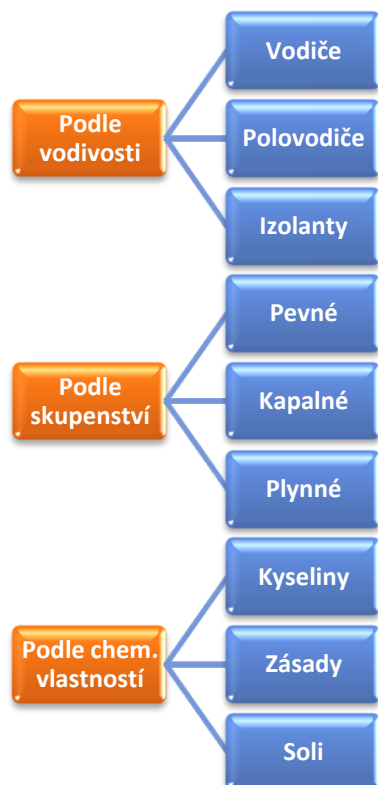 Podle
vodivosti
Vodiče
Polovodiče
Izolanty
Podle
skupenství
Pevné
Kapalné
Plynné
Podle chem.
vlastností
Kyseliny
Zásady
Soli